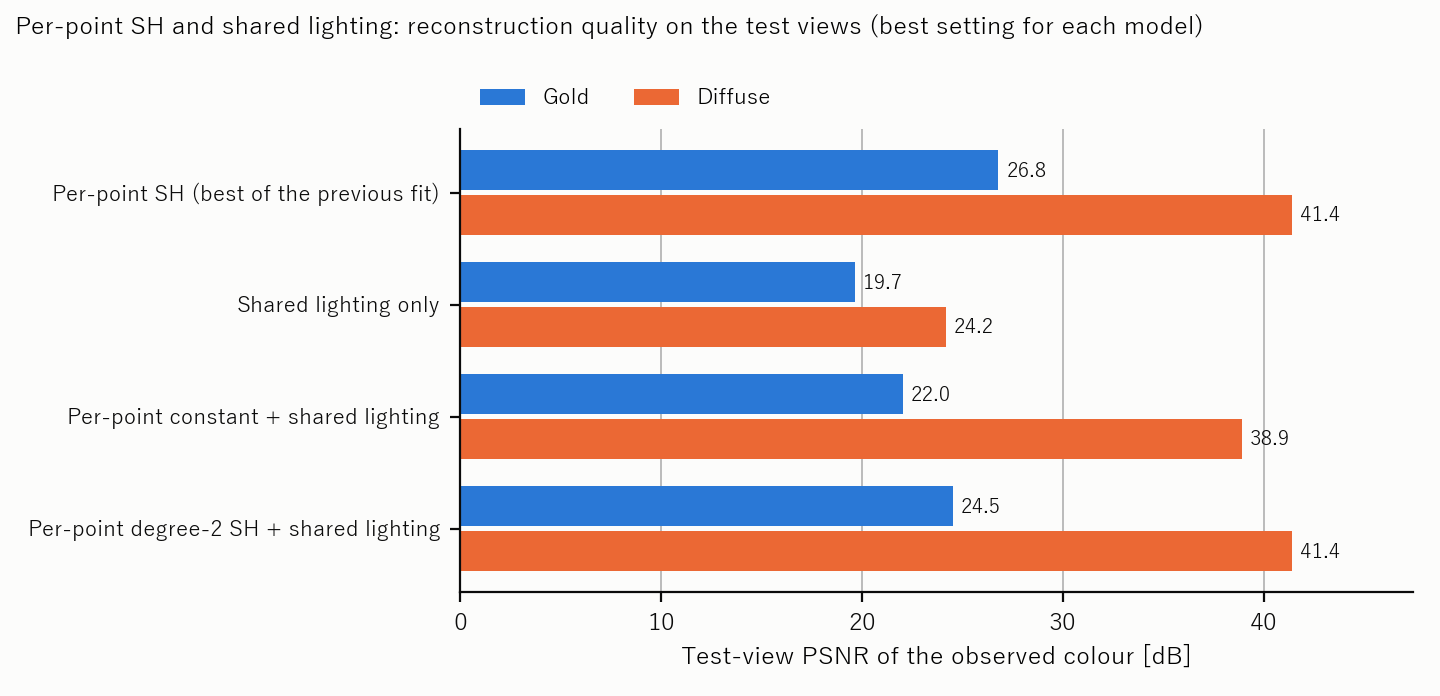 Per-point SH and shared lighting: reconstruction quality on the test views (best setting for each model)
Gold
Diffuse
Per-point SH (best of the previous fit)
26.8
41.4
Shared lighting only
19.7
24.2
Per-point constant + shared lighting
22.0
38.9
Per-point degree-2 SH + shared lighting
24.5
41.4
0 10 20 30 40
Test-view PSNR of the observed colour [dB]